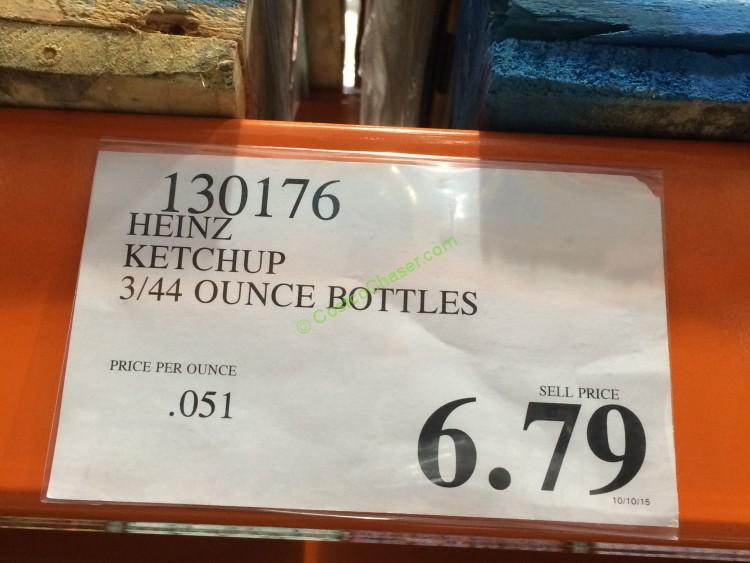 130176
HEINZ
KETCHUP
3/44 OUNCE BOTTLES
© CostcoChaser.com
PRICE PER OUNCE
.051
SELL PRICE
6.79
10/10/15